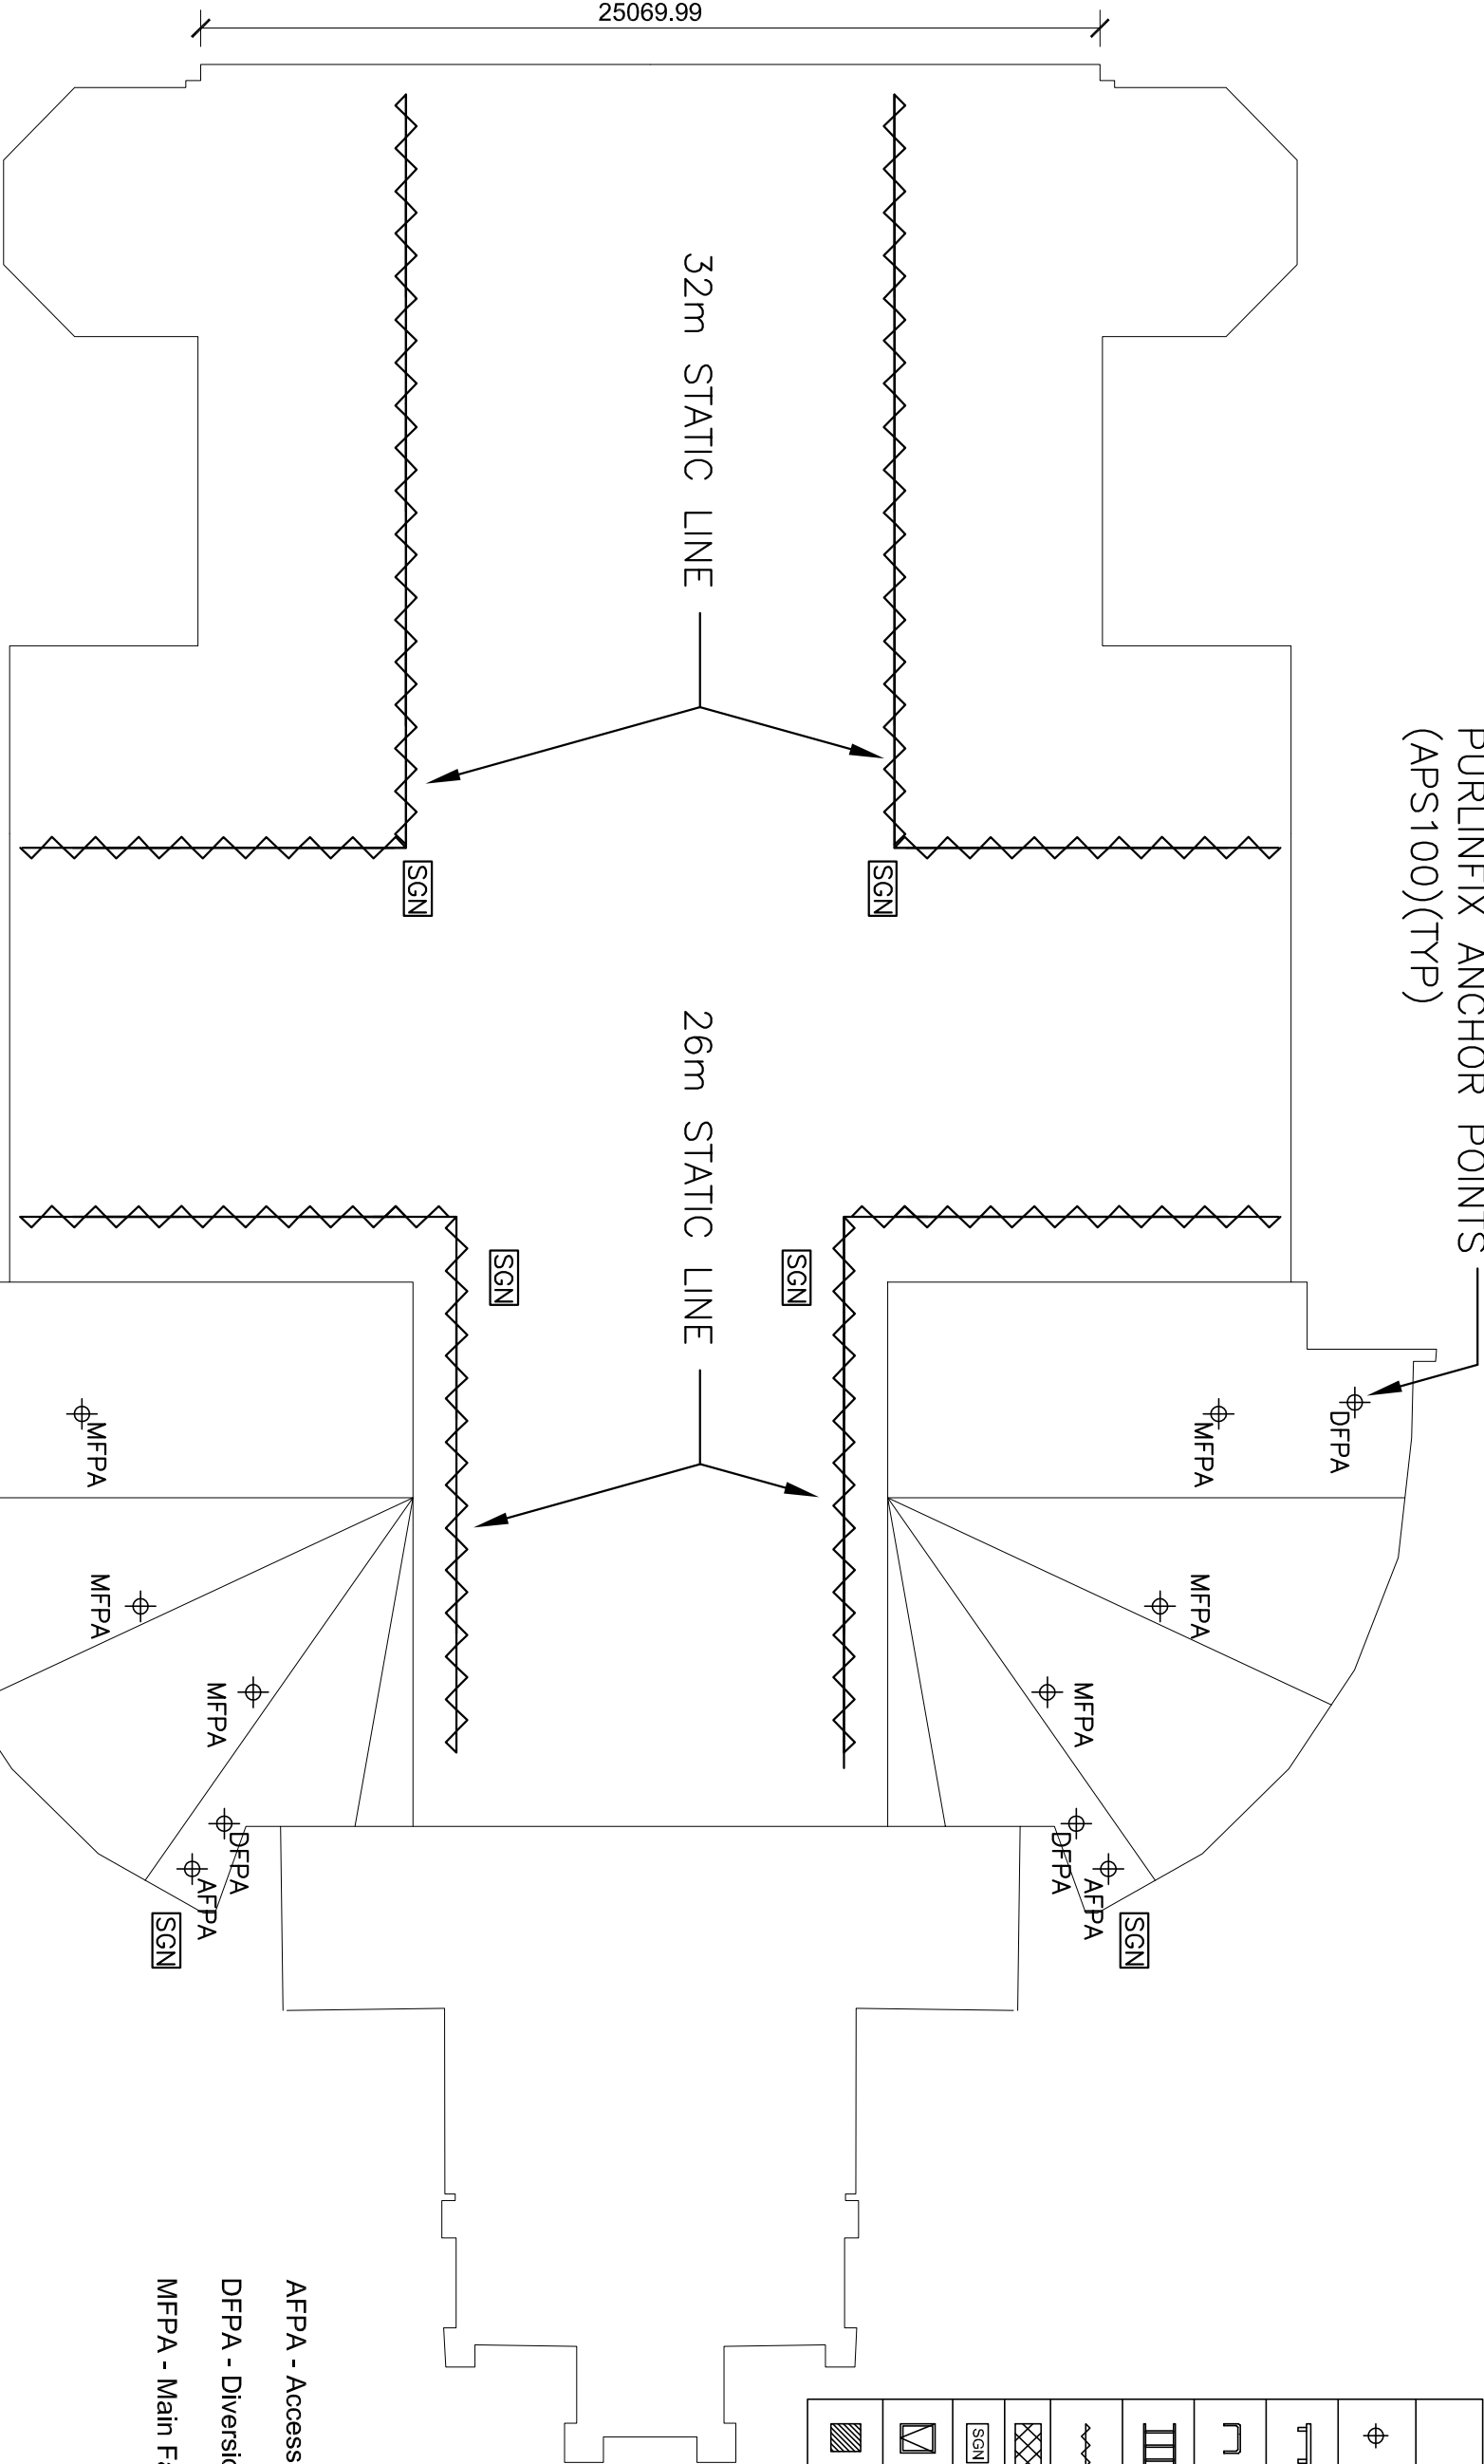 25069.99
PURLINFIX ANCHOR POINTS
(APS100)(TYP)
32m STATIC LINE
SGN
SGN
26m STATIC LINE
SGN
SGN
DFPA
MFPA
MFPA
MFPA
MFPA
MFPA
MFPA
DFPA
AFPA
SGN
DFPA
AFPA
SGN
AFPA - Access
DFPA - Diversio
MFPA - Main Fa
SGN